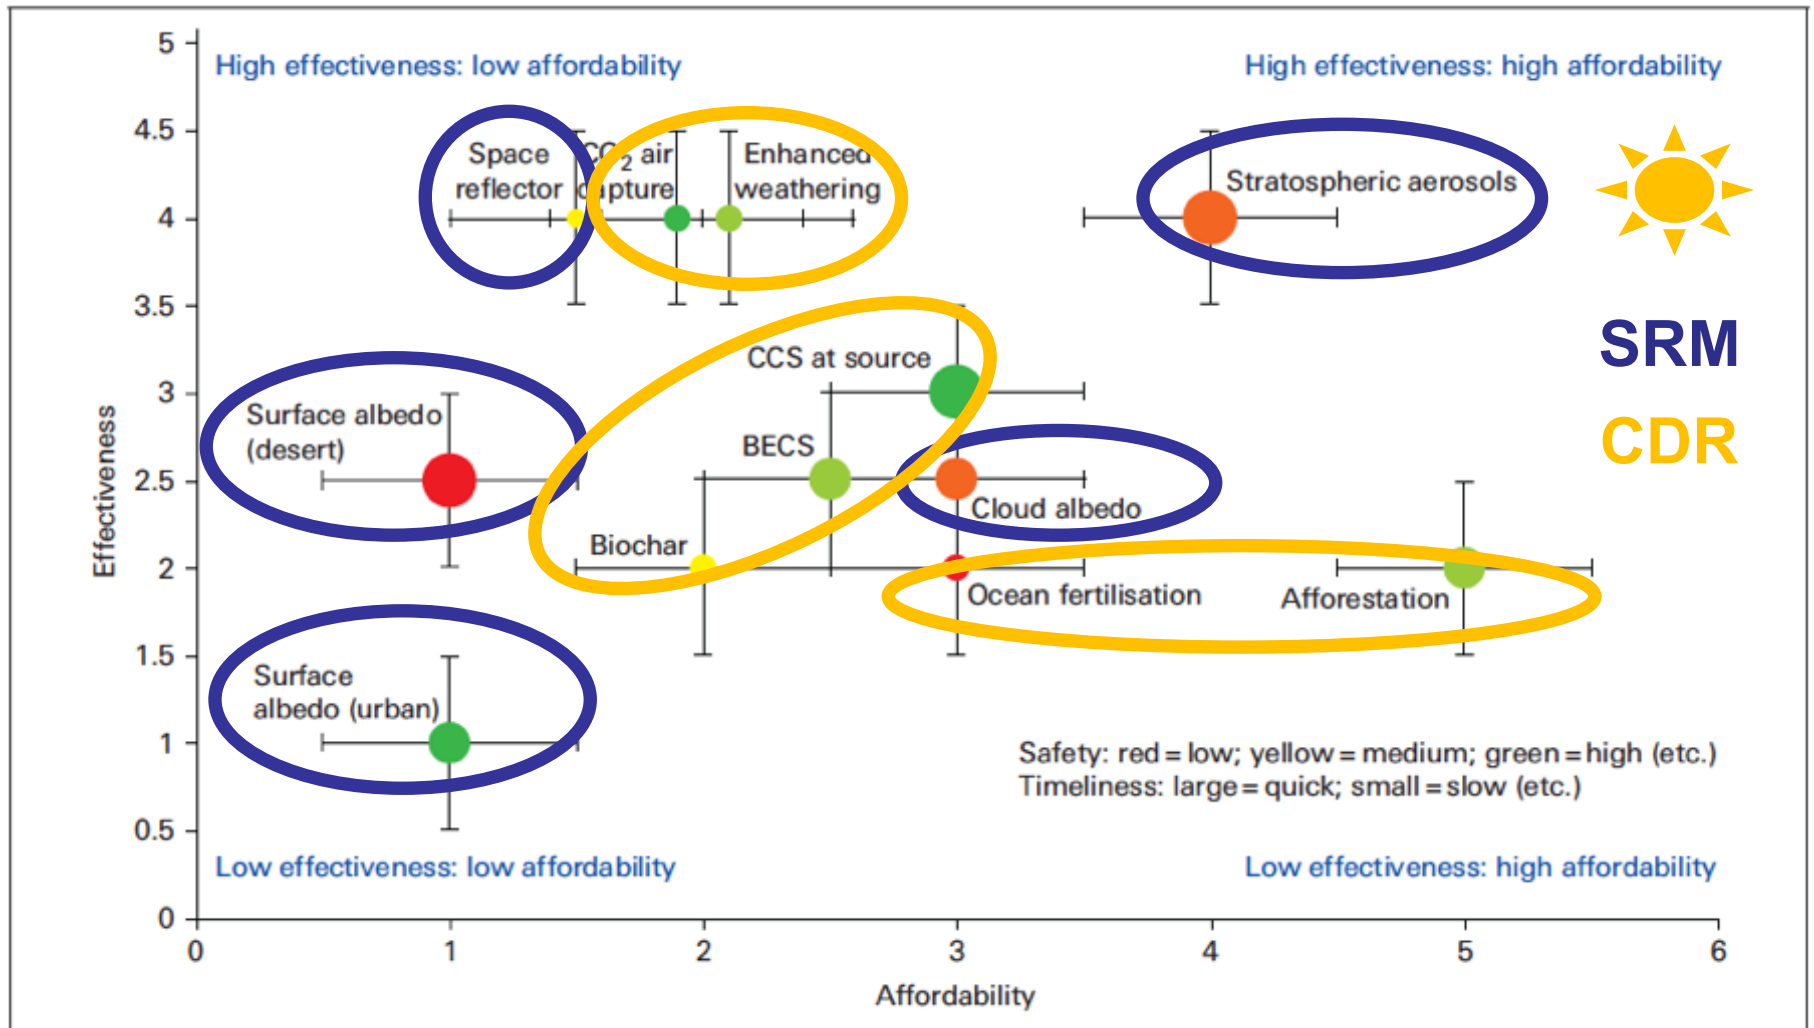 5
High effectiveness: low affordability
High effectiveness: high affordability
4.5
Space
reflector
CO2 air
capture
Enhanced
weathering
Stratospheric aerosols
4
3.5
SRM
CCS at source
3
Surface albedo
(desert)
CDR
BECS
Effectiveness
2.5
Cloud albedo
Biochar
2
Ocean fertilisation
Afforestation
1.5
Surface
albedo (urban)
1
Safety: red = low; yellow = medium; green = high (etc.)
Timeliness: large = quick; small = slow (etc.)
0.5
Low effectiveness: low affordability
Low effectiveness: high affordability
0
0 1 2 3 4 5 6
Affordability